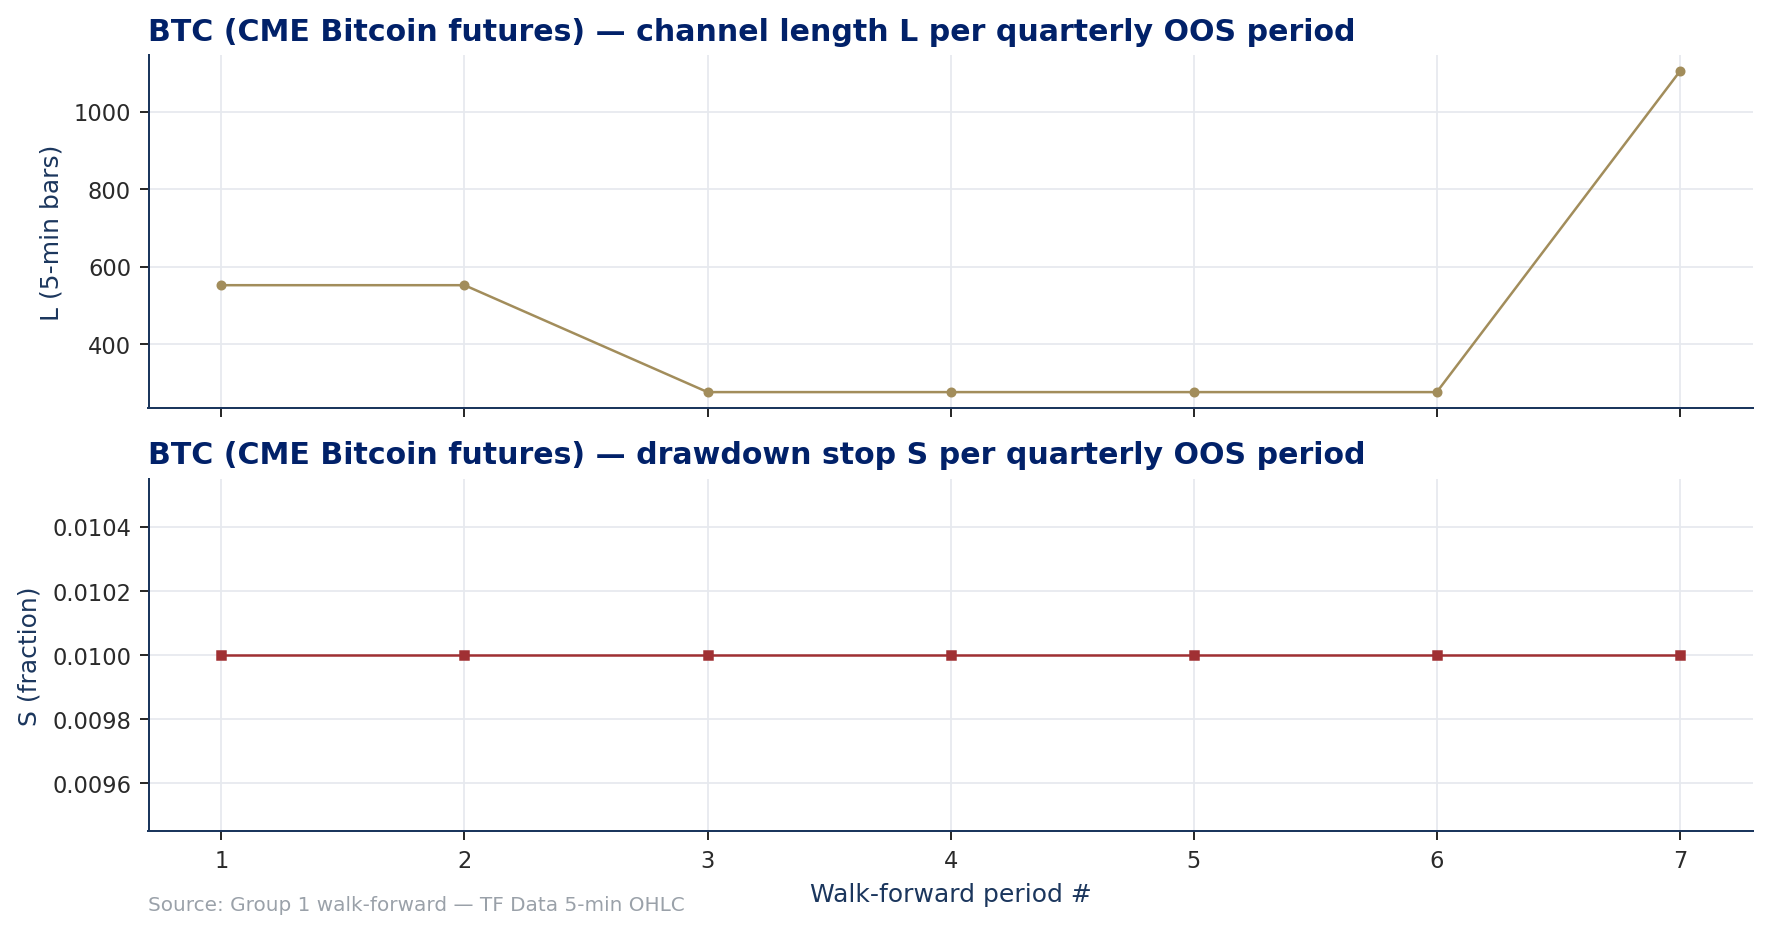 BTC (CME Bitcoin futures) — channel length L per quarterly OOS period
L (5-min bars)
1000
800
600
400
BTC (CME Bitcoin futures) — drawdown stop S per quarterly OOS period
S (fraction)
0.0104
0.0102
0.0100
0.0098
0.0096
1 2 3 4 5 6 7
Walk-forward period #
Source: Group 1 walk-forward — TF Data 5-min OHLC